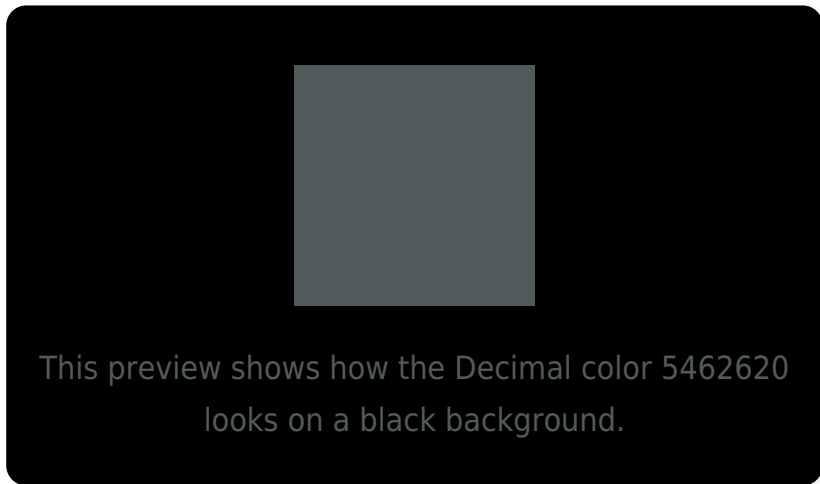 This preview shows how the Decimal color 5462620
looks on a black background.